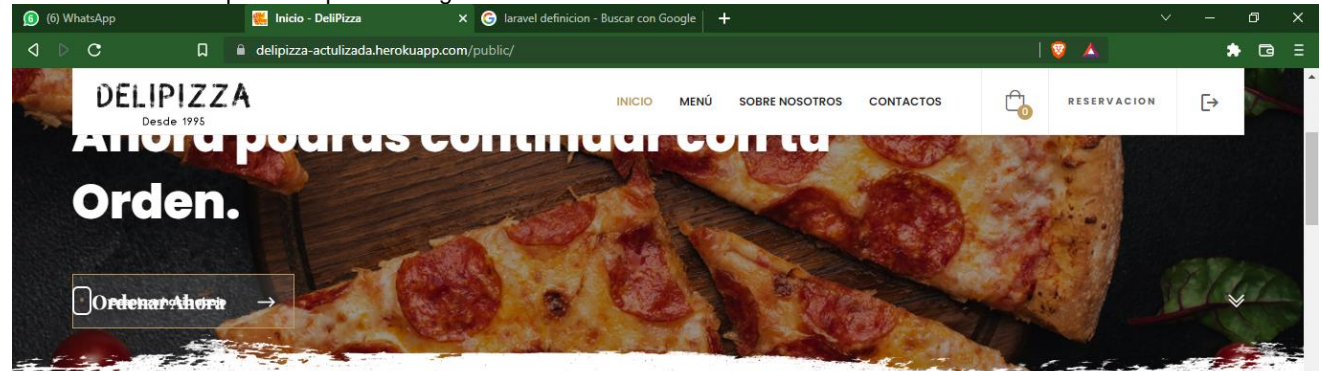 (6) WhatsApp
Inicio - DeliPizza
laravel definicion - Buscar con Google
delipizza-actulizada.herokuapp.com/public/
DELIPIZZA
Desde 1995
INICIO
MENÚ
SOBRE NOSOTROS
CONTACTOS
0
RESERVACION
Ahora podrás continuar con tu
Orden.
Ordenar Ahora